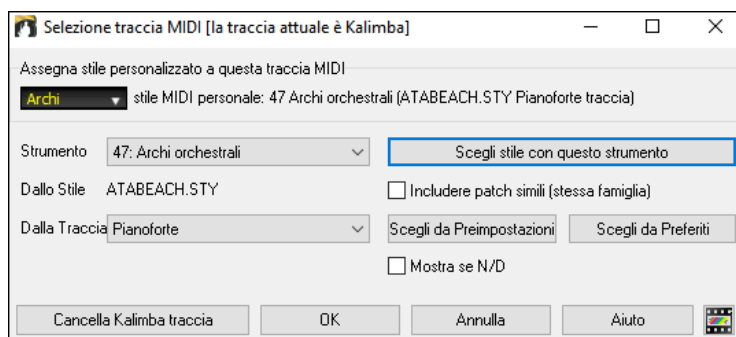 Selezione traccia MIDI [la traccia attuale è Kalimba]
Assegna stile personalizzato a questa traccia MIDI
Archi stile MIDI personale: 47 Archi orchestrali (ATABEACH.STY Pianoforte traccia)
Strumento 47: Archi orchestrali Scegli stile con questo strumento
Dallo Stile ATABEACH.STY Includere patch simili (stessa famiglia)
Dalla Traccia Pianoforte Scegli da Preimpostazioni Scegli da Preferiti
Mostra se N/D
Cancella Kalimba traccia OK Annulla Aiuto